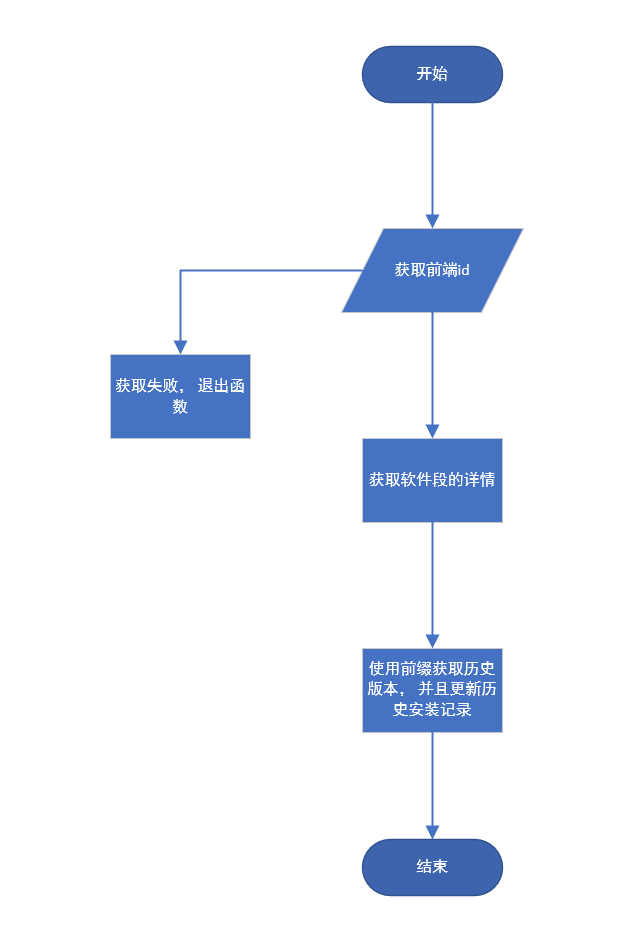 开始
获取前端id
获取失败，退出函
数
获取软件段的详情
使用前缀获取历史
版本，并且更新历
史安装记录
结束